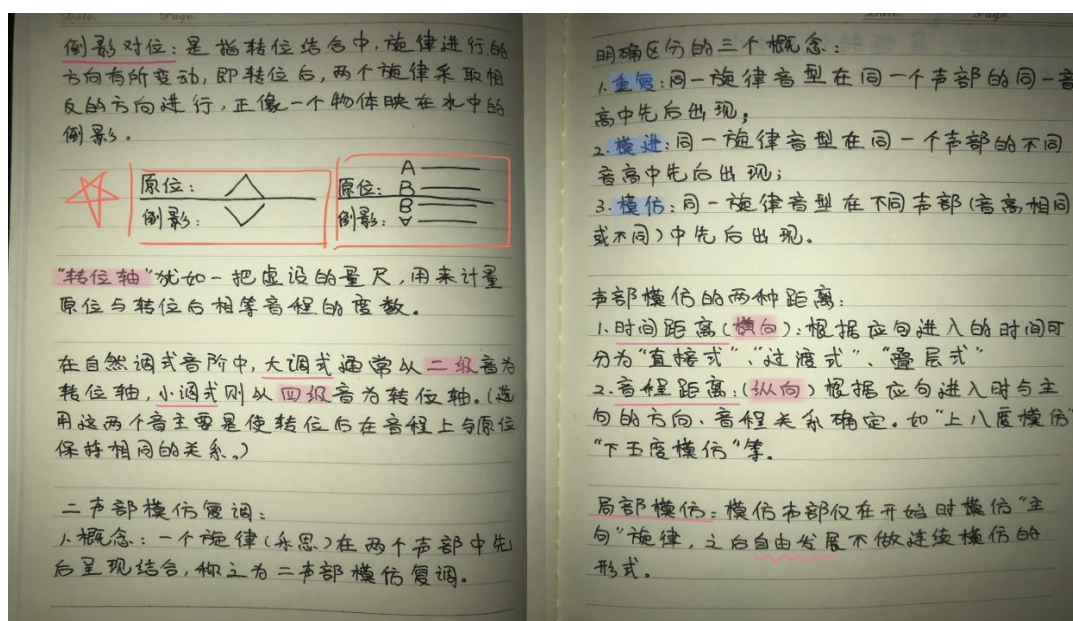 Date. Page.
倒影对位：是指转位结合中，旋律进行的
方向有所变动，即转位后，两个旋律采取相
反的方向进行，正像一个物体映在水中的
倒影。
原位：
倒影：
A
原位：B
B
倒影：∀
"转位轴"犹如一把虚设的量尺，用来计量
原位与转位后相等音程的度数。
在自然调式音阶中，大调式通常以二级音为
转位轴，小调式则以四级音为转位轴。（选
用这两个音主要是使转位后在音程上与原位
保持相同的关系。）
二声部模仿复调：
1.概念：一个旋律（乐思）在两个声部中先
后呈现结合，称之为二声部模仿复调。
明确区分的三个概念：
1.重复：同一旋律音型在同一个声部的同一音
高中先后出现；
2.模进：同一旋律音型在同一个声部的不同
音高中先后出现；
3.模仿：同一旋律音型在不同声部（音高相同
或不同）中先后出现。
声部模仿的两种距离：
1.时间距离（横向）：根据应句进入的时间可
分为"直接式"、"过渡式"、"叠层式"
2.音程距离：（纵向）根据应句进入时与主
句的方向、音程关系确定。如"上八度模仿"
"下五度模仿"等。
局部模仿：模仿声部仅在开始时模仿"主
句"旋律，之后自由发展不做连续模仿的
形式。